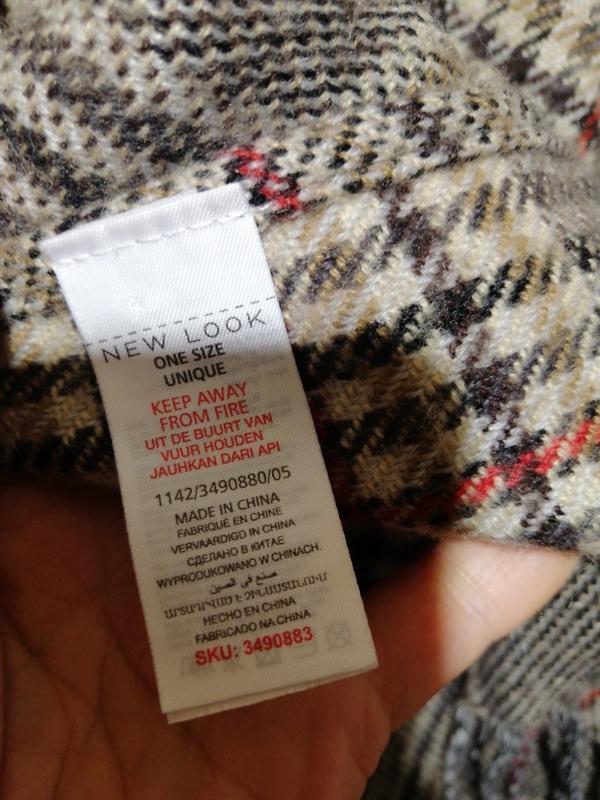 NEW LOOK
ONE SIZE
UNIQUE
KEEP AWAY
FROM FIRE
UIT DE BUURT VAN
VUUR HOUDEN
JAUHKAN DARI API
1142/3490880/05
MADE IN CHINA
FABRIQUÉ EN CHINE
VERVAARDIGD IN CHINA
СДЕЛАНО В КИТАЕ
WYPRODUKOWANO W CHINACH.
صنع في الصين
ԱՐՏԱԴՐՎԱԾ Է ՉԻՆԱՍՏԱՆՈՒՄ
HECHO EN CHINA
FABRICADO NA CHINA
SKU: 3490883